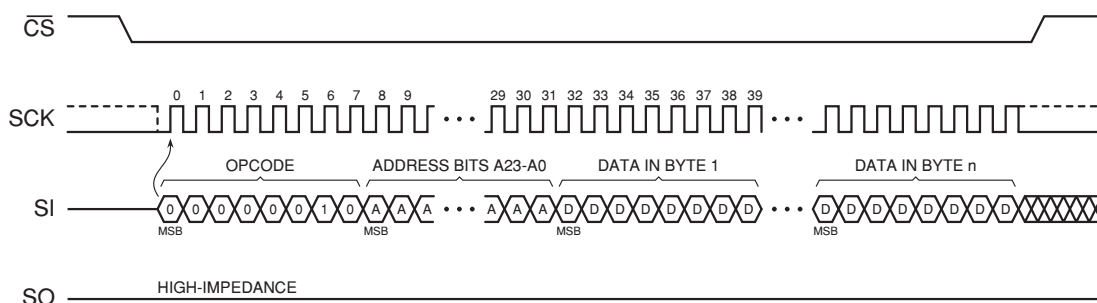 CS
SCK
0 1 2 3 4 5 6 7 8 9 29 30 31 32 33 34 35 36 37 38 39
OPCODE ADDRESS BITS A23-A0 DATA IN BYTE 1 DATA IN BYTE n
SI
0 0 0 0 0 0 1 0 A A A A A A D D D D D D D D D D D D D D D D
MSB MSB MSB MSB
SO
HIGH-IMPEDANCE